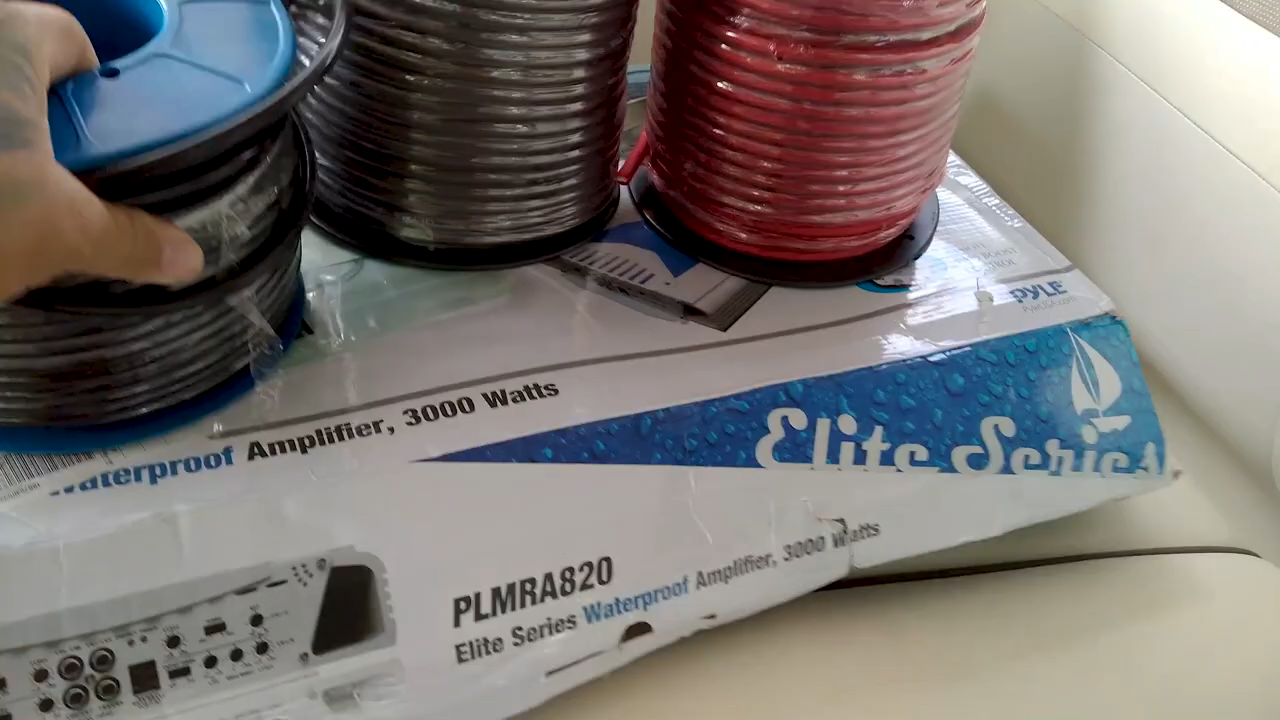 PYLE
Waterproof Amplifier, 3000 Watts
Elite Series
PLMRA820
Elite Series Waterproof Amplifier, 3000 Watts